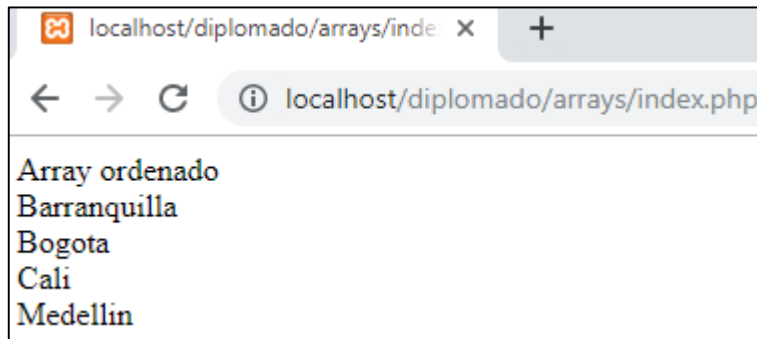 localhost/diplomado/arrays/inde
localhost/diplomado/arrays/index.php
Array ordenado
Barranquilla
Bogota
Cali
Medellin